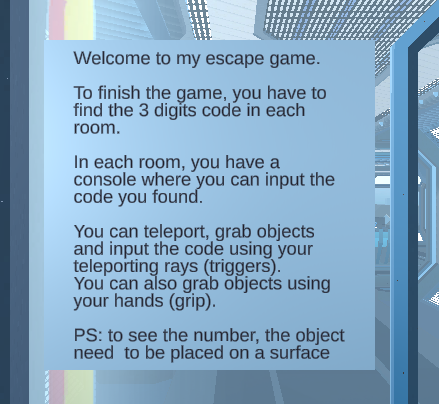 Welcome to my escape game.
To finish the game, you have to
find the 3 digits code in each
room.
In each room, you have a
console where you can input the
code you found.
You can teleport, grab objects
and input the code using your
teleporting rays (triggers).
You can also grab objects using
your hands (grip).
PS: to see the number, the object
need  to be placed on a surface